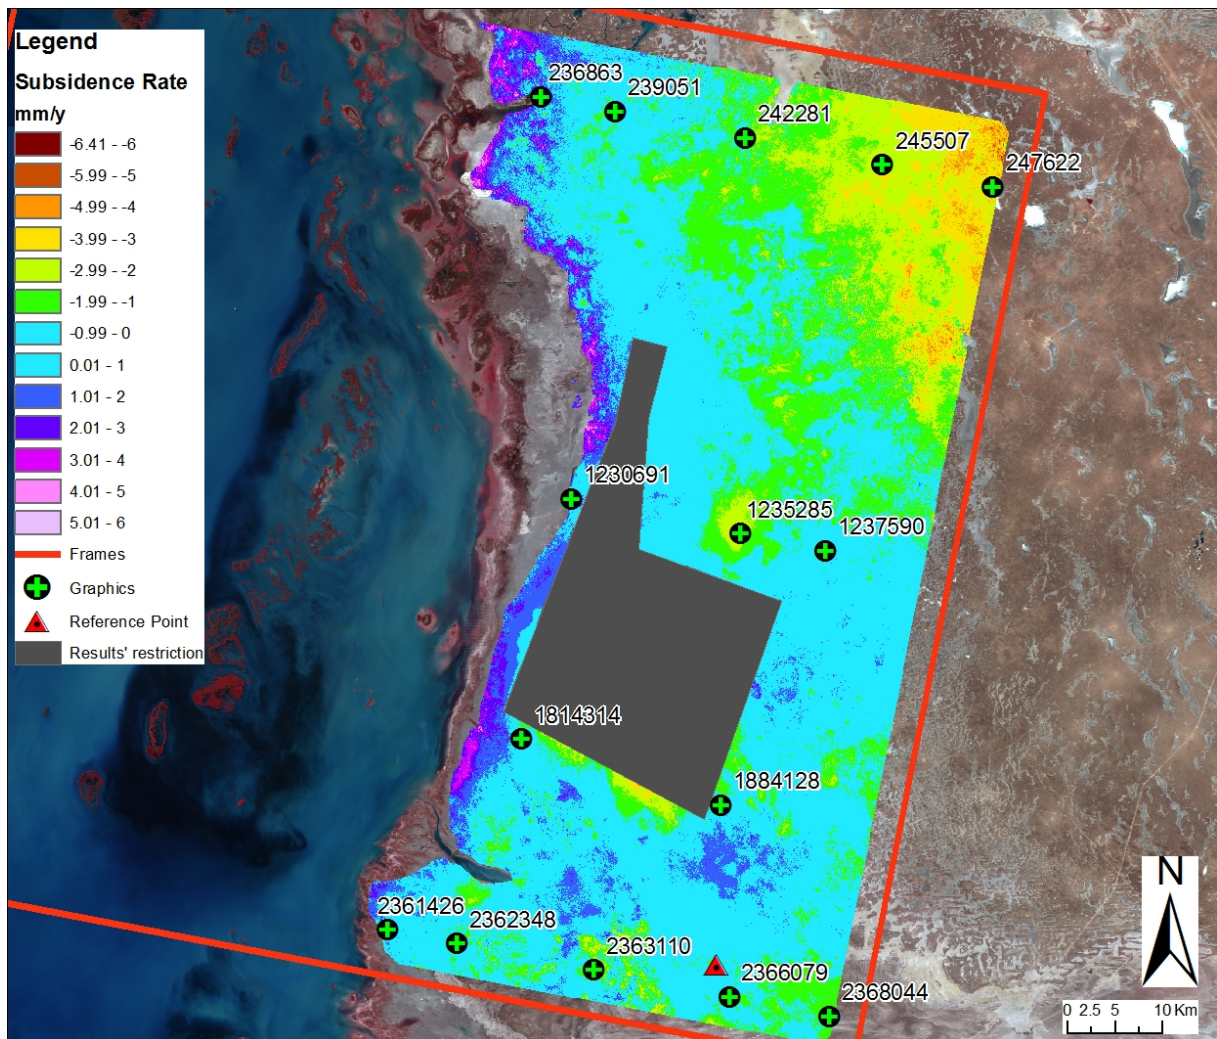 Legend
Subsidence Rate
mm/y
-6.41 - -6
-5.99 - -5
-4.99 - -4
-3.99 - -3
-2.99 - -2
-1.99 - -1
-0.99 - 0
0.01 - 1
1.01 - 2
2.01 - 3
3.01 - 4
4.01 - 5
5.01 - 6
Frames
Graphics
Reference Point
Results' restriction
236863
239051
242281
245507
247622
1230691
1235285
1237590
1814314
1884128
2361426
2362348
2363110
2366079
2368044
N
0 2.5 5 10 Km